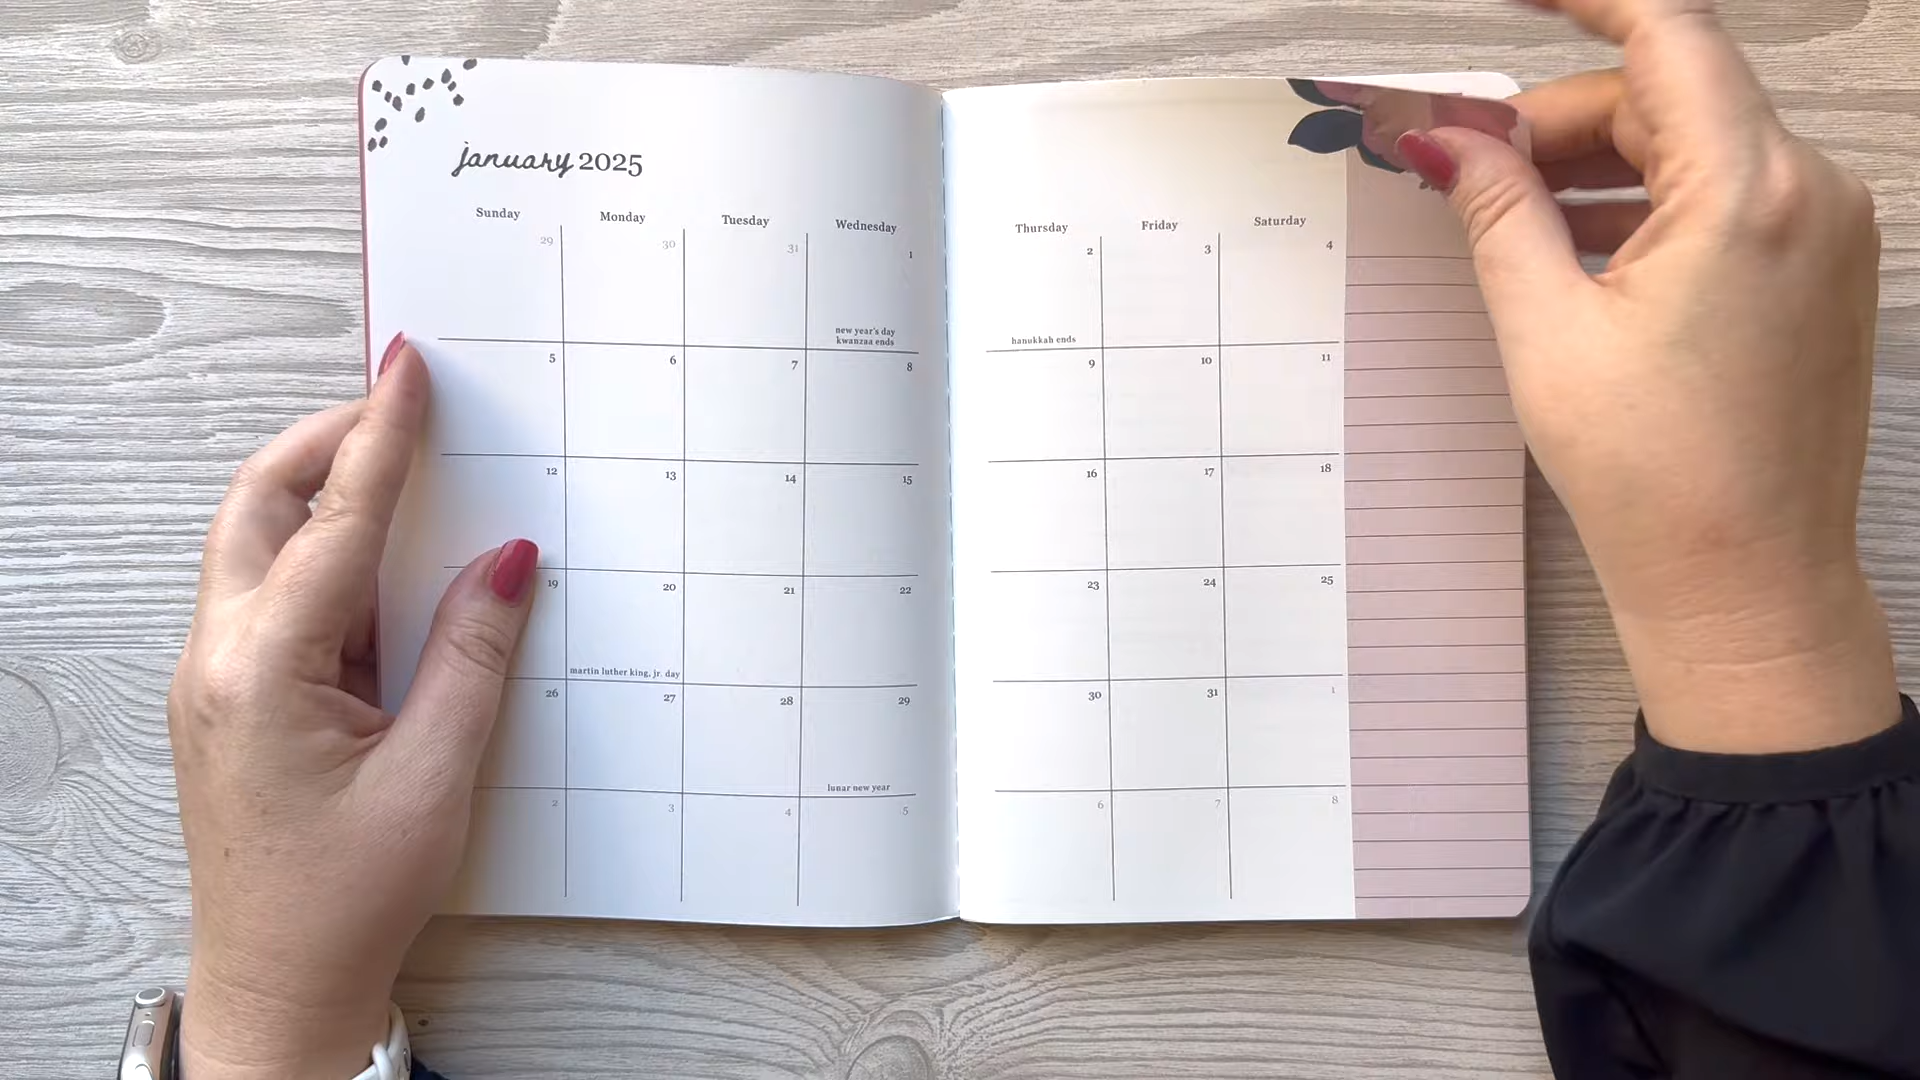 january 2025
Sunday Monday Tuesday Wednesday Thursday Friday Saturday
29 30 31 1 2 3 4
new year's day
kwanzaa ends
hanukkah ends
5 6 7 8 9 10 11
12 13 14 15 16 17 18
19 20 21 22 23 24 25
martin luther king, jr. day
26 27 28 29 30 31 1
lunar new year
2 3 4 5 6 7 8